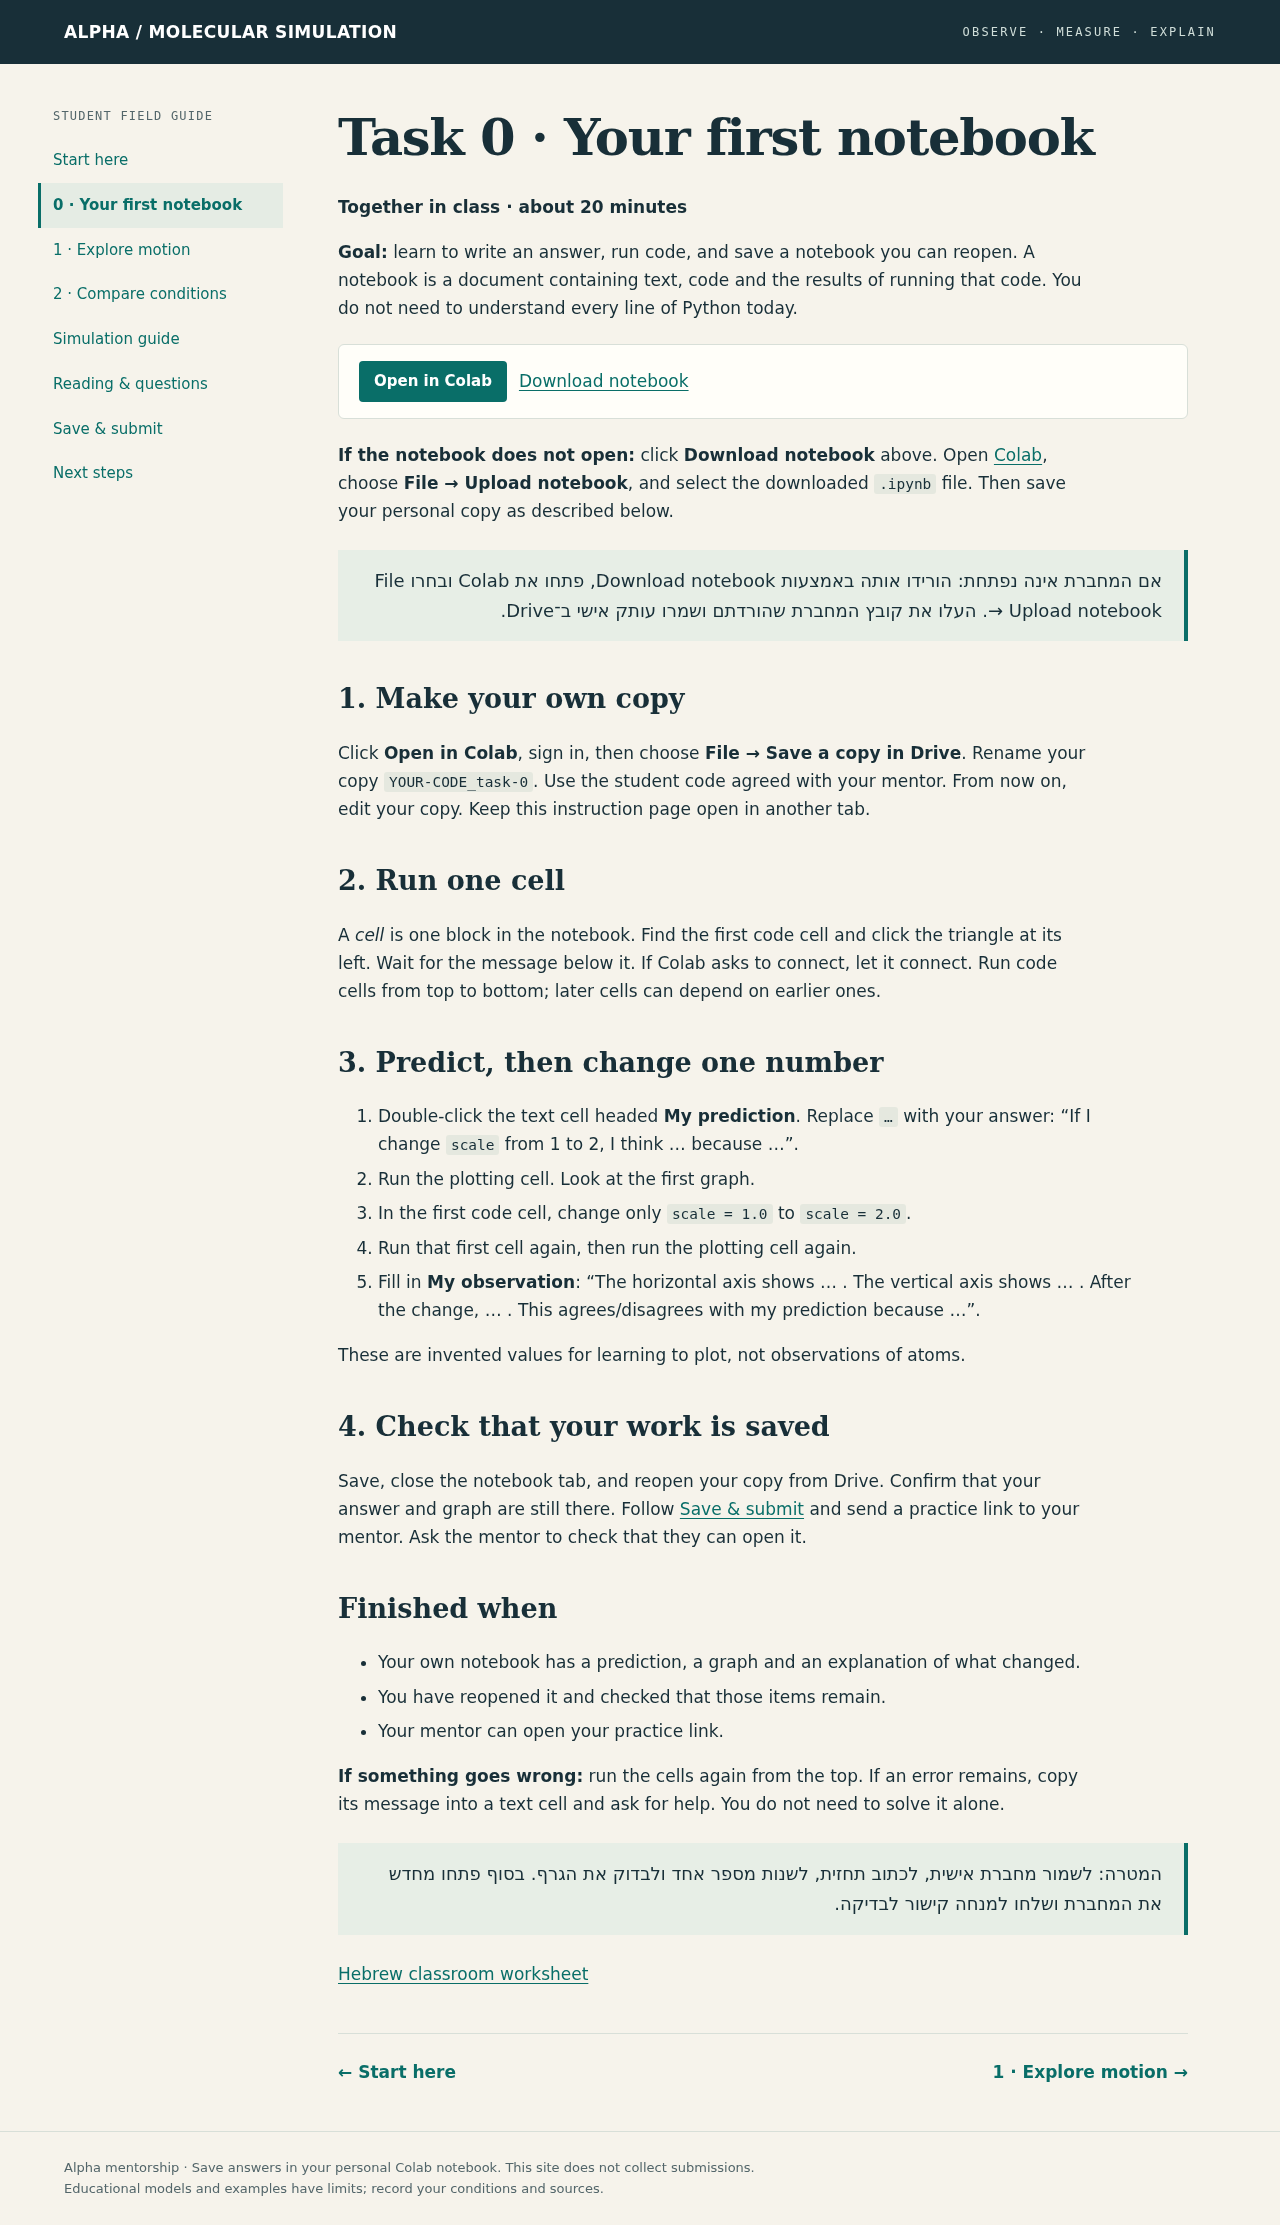 ALPHA / MOLECULAR SIMULATION
OBSERVE · MEASURE · EXPLAIN
STUDENT FIELD GUIDE
Start here
0 · Your first notebook
1 · Explore motion
2 · Compare conditions
Simulation guide
Reading & questions
Save & submit
Next steps
Task 0 · Your first notebook
Together in class · about 20 minutes
Goal: learn to write an answer, run code, and save a notebook you can reopen. A
notebook is a document containing text, code and the results of running that code. You
do not need to understand every line of Python today.
Open in Colab Download notebook
If the notebook does not open: click Download notebook above. Open Colab,
choose File → Upload notebook, and select the downloaded .ipynb file. Then save
your personal copy as described below.
אם המחברת אינה נפתחת: הורידו אותה באמצעות Download notebook, פתחו את Colab ובחרו File
→ Upload notebook. העלו את קובץ המחברת שהורדתם ושמרו עותק אישי ב־Drive.
1. Make your own copy
Click Open in Colab, sign in, then choose File → Save a copy in Drive. Rename your
copy YOUR-CODE_task-0. Use the student code agreed with your mentor. From now on,
edit your copy. Keep this instruction page open in another tab.
2. Run one cell
A cell is one block in the notebook. Find the first code cell and click the triangle at its
left. Wait for the message below it. If Colab asks to connect, let it connect. Run code
cells from top to bottom; later cells can depend on earlier ones.
3. Predict, then change one number
1. Double-click the text cell headed My prediction. Replace … with your answer: “If I
change scale from 1 to 2, I think … because …”.
2. Run the plotting cell. Look at the first graph.
3. In the first code cell, change only scale = 1.0 to scale = 2.0.
4. Run that first cell again, then run the plotting cell again.
5. Fill in My observation: “The horizontal axis shows … . The vertical axis shows … . After
the change, … . This agrees/disagrees with my prediction because …”.
These are invented values for learning to plot, not observations of atoms.
4. Check that your work is saved
Save, close the notebook tab, and reopen your copy from Drive. Confirm that your
answer and graph are still there. Follow Save & submit and send a practice link to your
mentor. Ask the mentor to check that they can open it.
Finished when
• Your own notebook has a prediction, a graph and an explanation of what changed.
• You have reopened it and checked that those items remain.
• Your mentor can open your practice link.
If something goes wrong: run the cells again from the top. If an error remains, copy
its message into a text cell and ask for help. You do not need to solve it alone.
המטרה: לשמור מחברת אישית, לכתוב תחזית, לשנות מספר אחד ולבדוק את הגרף. בסוף פתחו מחדש
את המחברת ושלחו למנחה קישור לבדיקה.
Hebrew classroom worksheet
← Start here
1 · Explore motion →
Alpha mentorship · Save answers in your personal Colab notebook. This site does not collect submissions.
Educational models and examples have limits; record your conditions and sources.